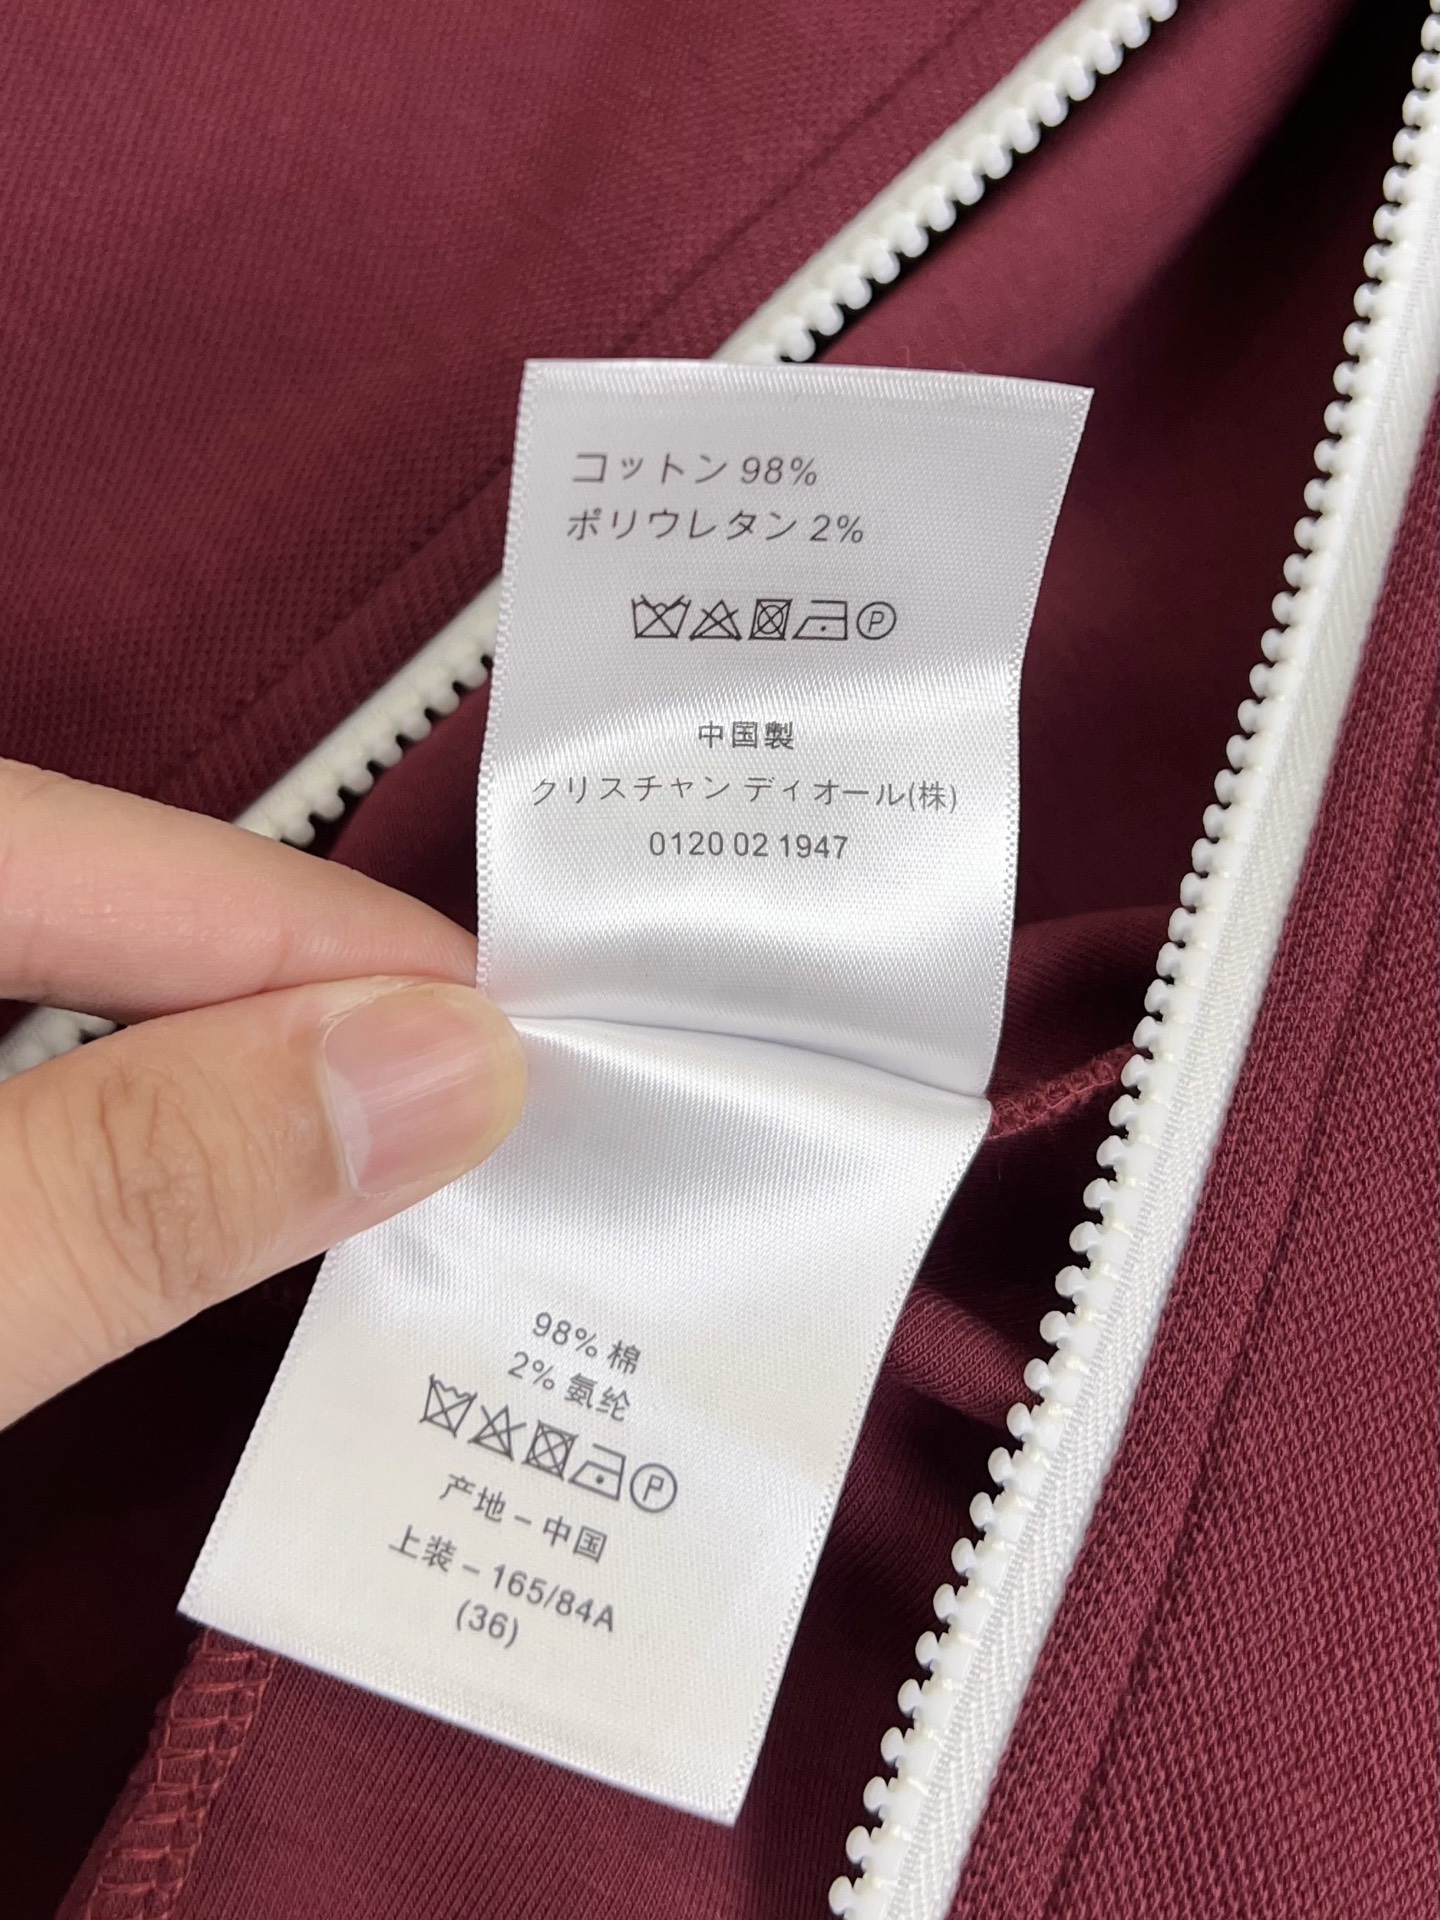 コットン 98%
ポリウレタン 2%
P
中国製
クリスチャン ディオール(株)
0120 02 1947
98% 棉
2% 氨纶
P
产地 – 中国
上装 – 165/84A
(36)